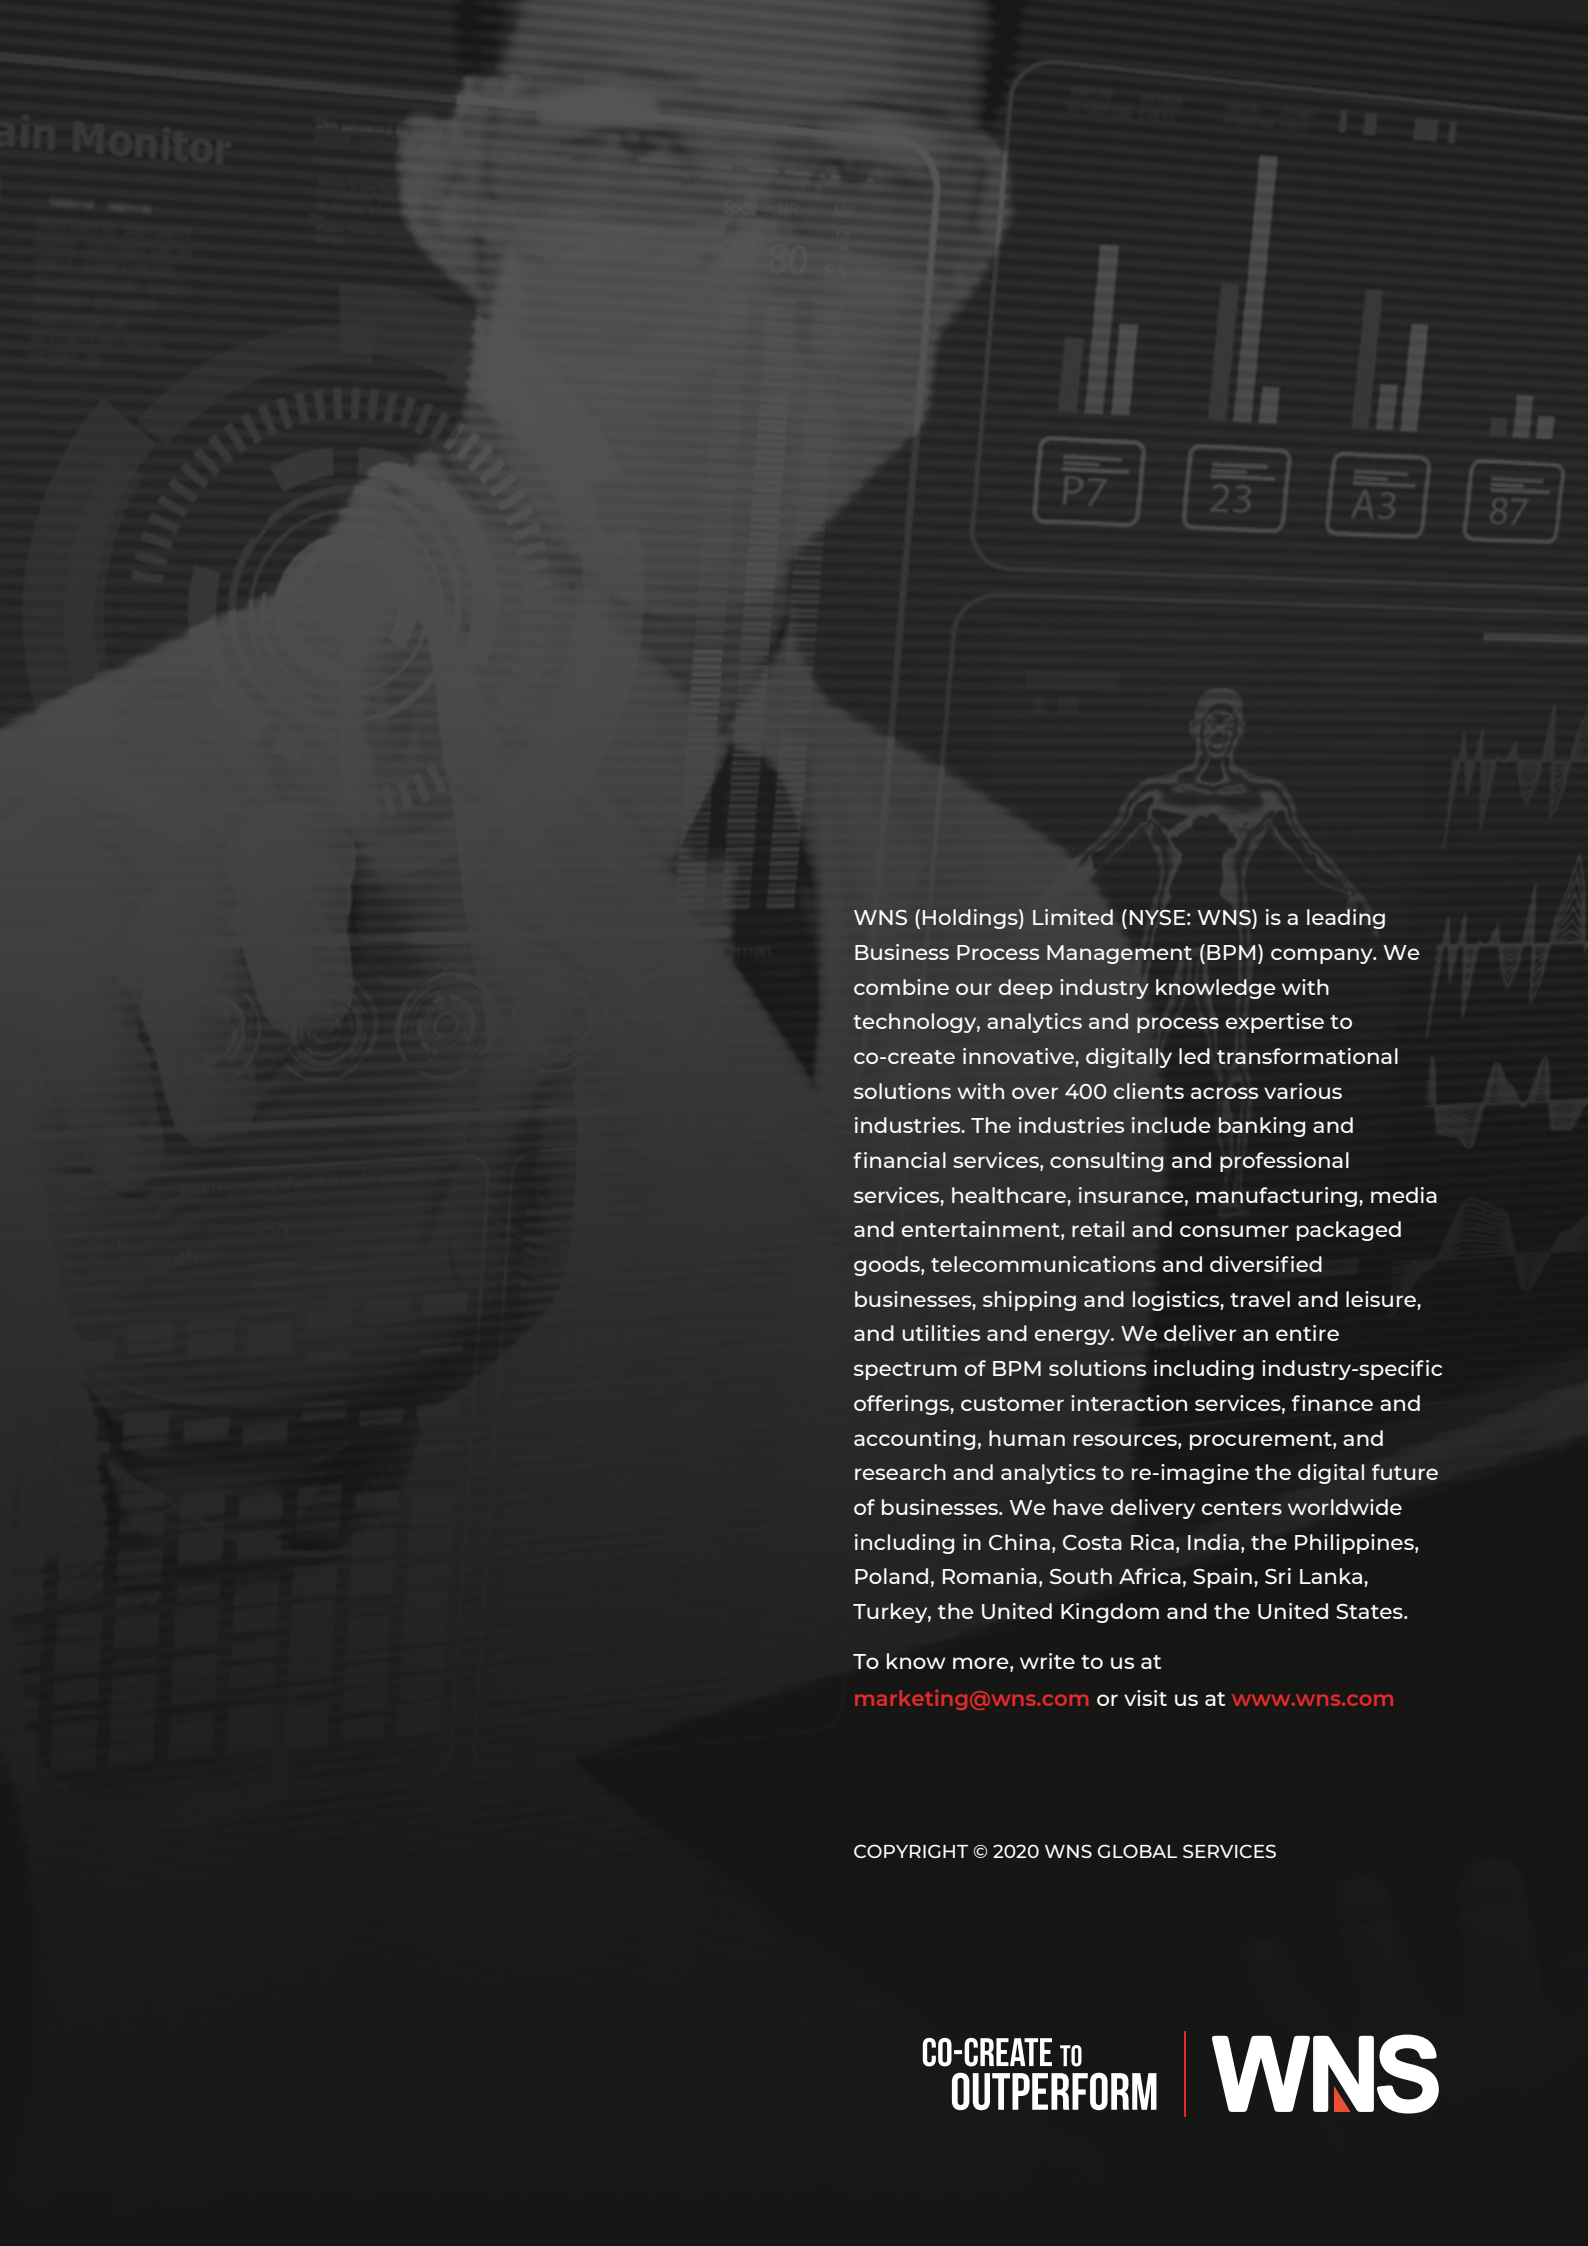 ain Monitor
80
P7
23
A3
87
WNS (Holdings) Limited (NYSE: WNS) is a leading
Business Process Management (BPM) company. We
combine our deep industry knowledge with
technology, analytics and process expertise to
co-create innovative, digitally led transformational
solutions with over 400 clients across various
industries. The industries include banking and
financial services, consulting and professional
services, healthcare, insurance, manufacturing, media
and entertainment, retail and consumer packaged
goods, telecommunications and diversified
businesses, shipping and logistics, travel and leisure,
and utilities and energy. We deliver an entire
spectrum of BPM solutions including industry-specific
offerings, customer interaction services, finance and
accounting, human resources, procurement, and
research and analytics to re-imagine the digital future
of businesses. We have delivery centers worldwide
including in China, Costa Rica, India, the Philippines,
Poland, Romania, South Africa, Spain, Sri Lanka,
Turkey, the United Kingdom and the United States.
To know more, write to us at
marketing@wns.com or visit us at www.wns.com
COPYRIGHT © 2020 WNS GLOBAL SERVICES
CO-CREATE TO
OUTPERFORM
WNS